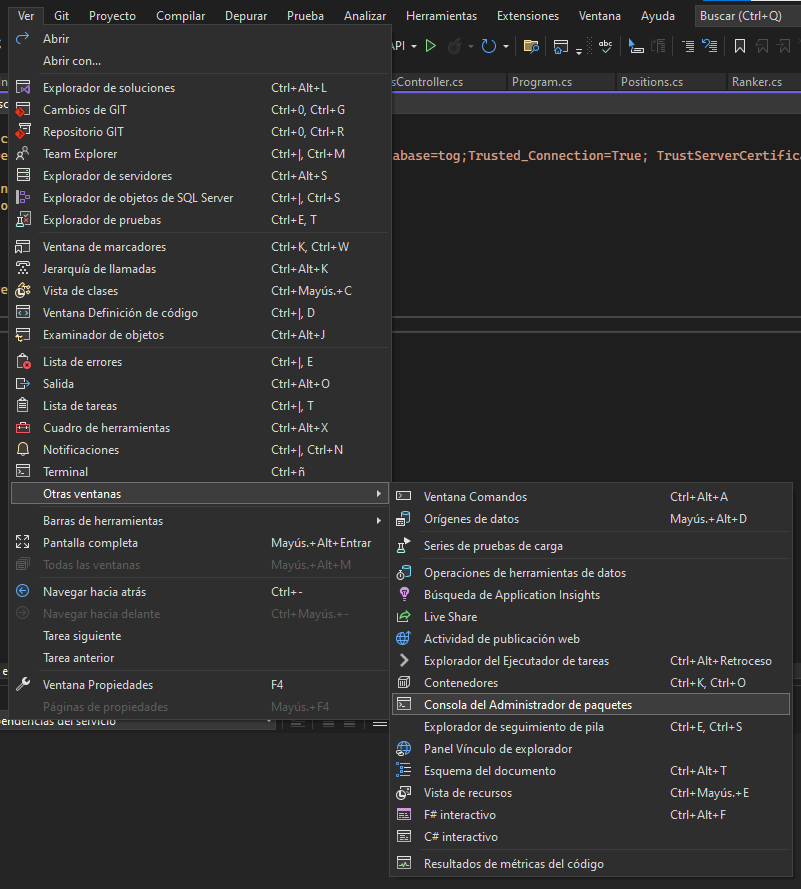 Ver Git Proyecto Compilar Depurar Prueba Analizar Herramientas Extensiones Ventana Ayuda Buscar (Ctrl+Q)
Abrir
Abrir con...
Explorador de soluciones Ctrl+Alt+L
sController.cs Program.cs Positions.cs Ranker.cs
Cambios de GIT Ctrl+0, Ctrl+G
Repositorio GIT Ctrl+0, Ctrl+R
Team Explorer Ctrl+|, Ctrl+M
abase=tog;Trusted_Connection=True; TrustServerCertifica
Explorador de servidores Ctrl+Alt+S
Explorador de objetos de SQL Server Ctrl+|, Ctrl+S
Explorador de pruebas Ctrl+E, T
Ventana de marcadores Ctrl+K, Ctrl+W
Jerarquía de llamadas Ctrl+Alt+K
Vista de clases Ctrl+Mayús.+C
Ventana Definición de código Ctrl+|, D
Examinador de objetos Ctrl+Alt+J
Lista de errores Ctrl+|, E
Salida Ctrl+Alt+O
Lista de tareas Ctrl+|, T
Cuadro de herramientas Ctrl+Alt+X
Notificaciones Ctrl+|, Ctrl+N
Terminal Ctrl+ñ
Otras ventanas
Barras de herramientas
Pantalla completa Mayús.+Alt+Entrar
Todas las ventanas Mayús.+Alt+M
Navegar hacia atrás Ctrl+-
Navegar hacia delante Ctrl+Mayús.+-
Tarea siguiente
Tarea anterior
Ventana Propiedades F4
Páginas de propiedades Mayús.+F4
endencias del servicio
Ventana Comandos Ctrl+Alt+A
Orígenes de datos Mayús.+Alt+D
Series de pruebas de carga
Operaciones de herramientas de datos
Búsqueda de Application Insights
Live Share
Actividad de publicación web
Explorador del Ejecutador de tareas Ctrl+Alt+Retroceso
Contenedores Ctrl+K, Ctrl+O
Consola del Administrador de paquetes
Explorador de seguimiento de pila Ctrl+E, Ctrl+S
Panel Vínculo de explorador
Esquema del documento Ctrl+Alt+T
Vista de recursos Ctrl+Mayús.+E
F# interactivo Ctrl+Alt+F
C# interactivo
Resultados de métricas del código